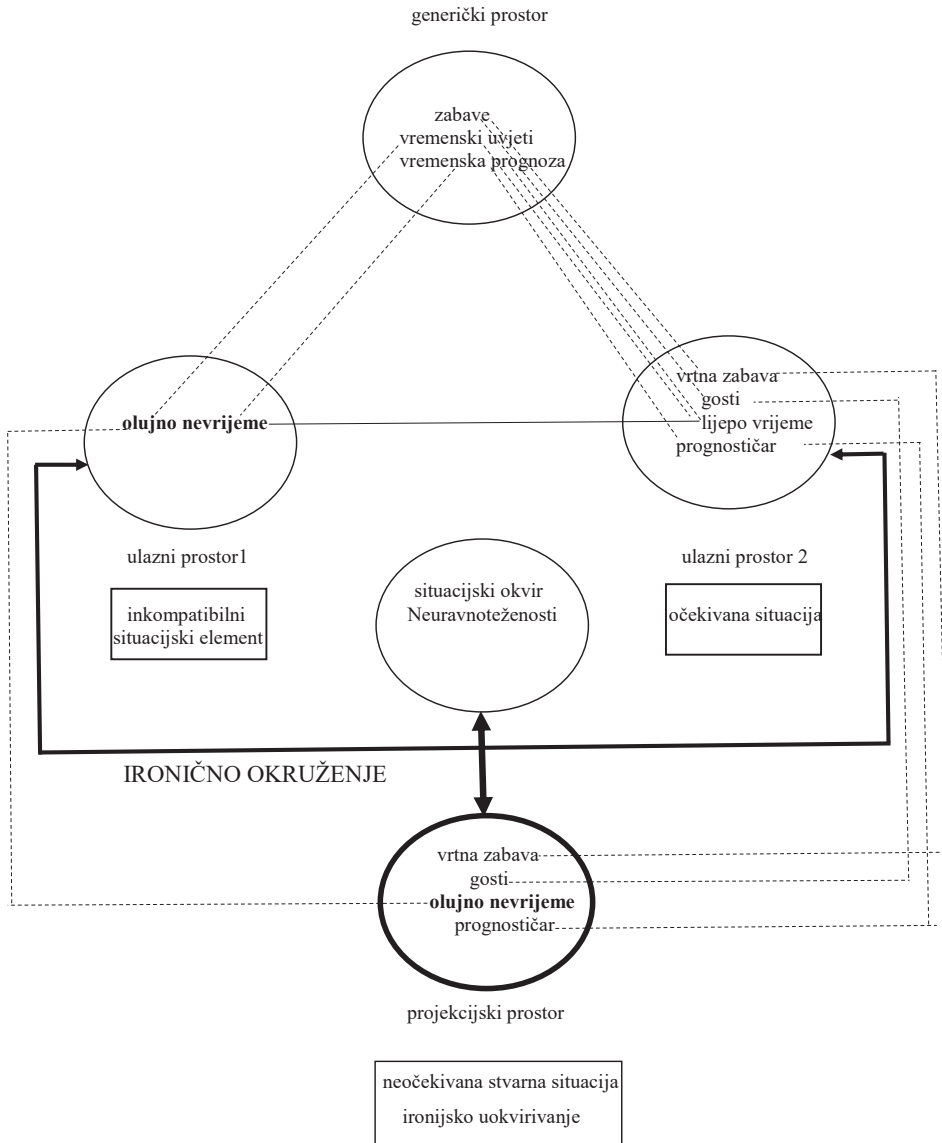 generički prostor
zabave
vremenski uvjeti
vremenska prognoza
olujno nevrijeme
vrtna zabava
gosti
lijepo vrijeme
prognostičar
ulazni prostor1
ulazni prostor 2
inkompatibilni
situacijski element
situacijski okvir
Neuravnoteženosti
očekivana situacija
IRONIČNO OKRUŽENJE
vrtna zabava
gosti
olujno nevrijeme
prognostičar
projekcijski prostor
neočekivana stvarna situacija
ironijsko uokvirivanje